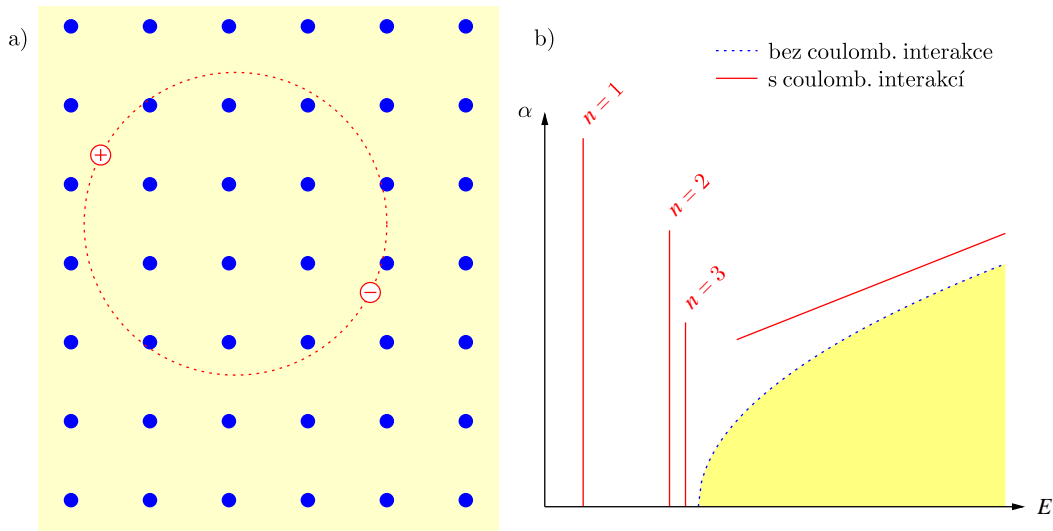 a)
+
−
b)
bez coulomb. interakce
s coulomb. interakcí
α
n = 1
n = 2
n = 3
E